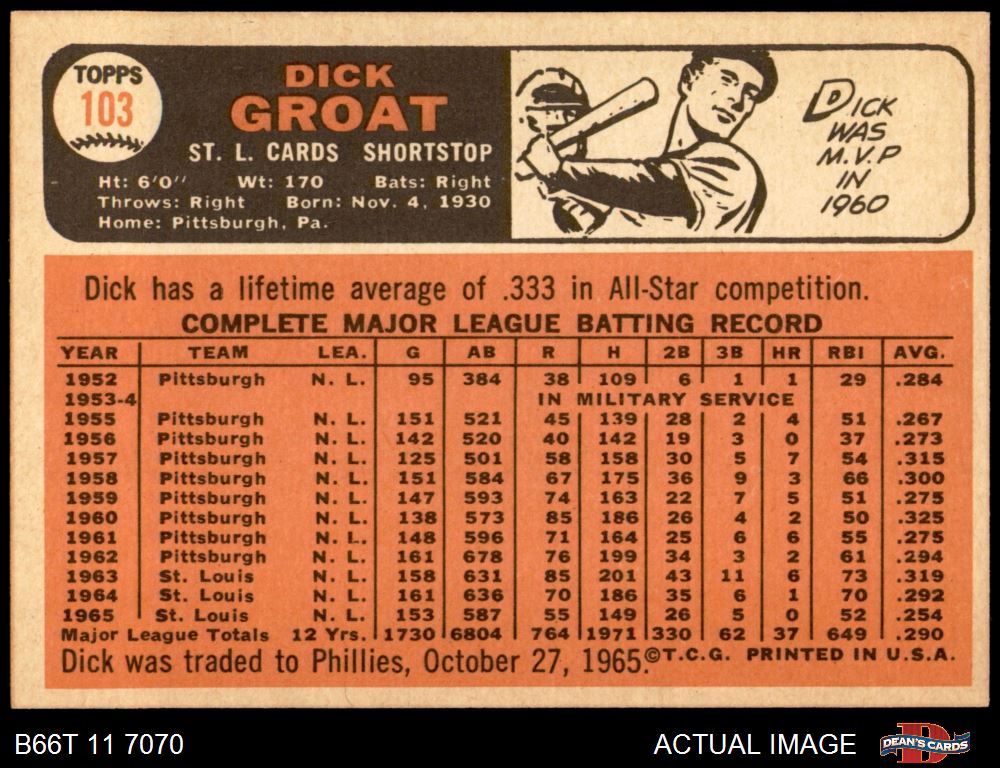 TOPPS
103
DICK
GROAT
ST. L. CARDS SHORTSTOP
Ht: 6'0" Wt: 170 Bats: Right
Throws: Right Born: Nov. 4, 1930
Home: Pittsburgh, Pa.
DICK
WAS
M.V.P
IN
1960
Dick has a lifetime average of .333 in All-Star competition.
COMPLETE MAJOR LEAGUE BATTING RECORD
YEAR TEAM LEA. G AB R H 2B 3B HR RBI AVG.
1952 Pittsburgh N. L. 95 384 38 109 6 1 1 29 .284
1953-4 IN MILITARY SERVICE
1955 Pittsburgh N. L. 151 521 45 139 28 2 4 51 .267
1956 Pittsburgh N. L. 142 520 40 142 19 3 0 37 .273
1957 Pittsburgh N. L. 125 501 58 158 30 5 7 54 .315
1958 Pittsburgh N. L. 151 584 67 175 36 9 3 66 .300
1959 Pittsburgh N. L. 147 593 74 163 22 7 5 51 .275
1960 Pittsburgh N. L. 138 573 85 186 26 4 2 50 .325
1961 Pittsburgh N. L. 148 596 71 164 25 6 6 55 .275
1962 Pittsburgh N. L. 161 678 76 199 34 3 2 61 .294
1963 St. Louis N. L. 158 631 85 201 43 11 6 73 .319
1964 St. Louis N. L. 161 636 70 186 35 6 1 70 .292
1965 St. Louis N. L. 153 587 55 149 26 5 0 52 .254
Major League Totals 12 Yrs. 1730 6804 764 1971 330 62 37 649 .290
Dick was traded to Phillies, October 27, 1965. ©T.C.G. PRINTED IN U.S.A.
B66T 11 7070
ACTUAL IMAGE
DEAN'S CARDS